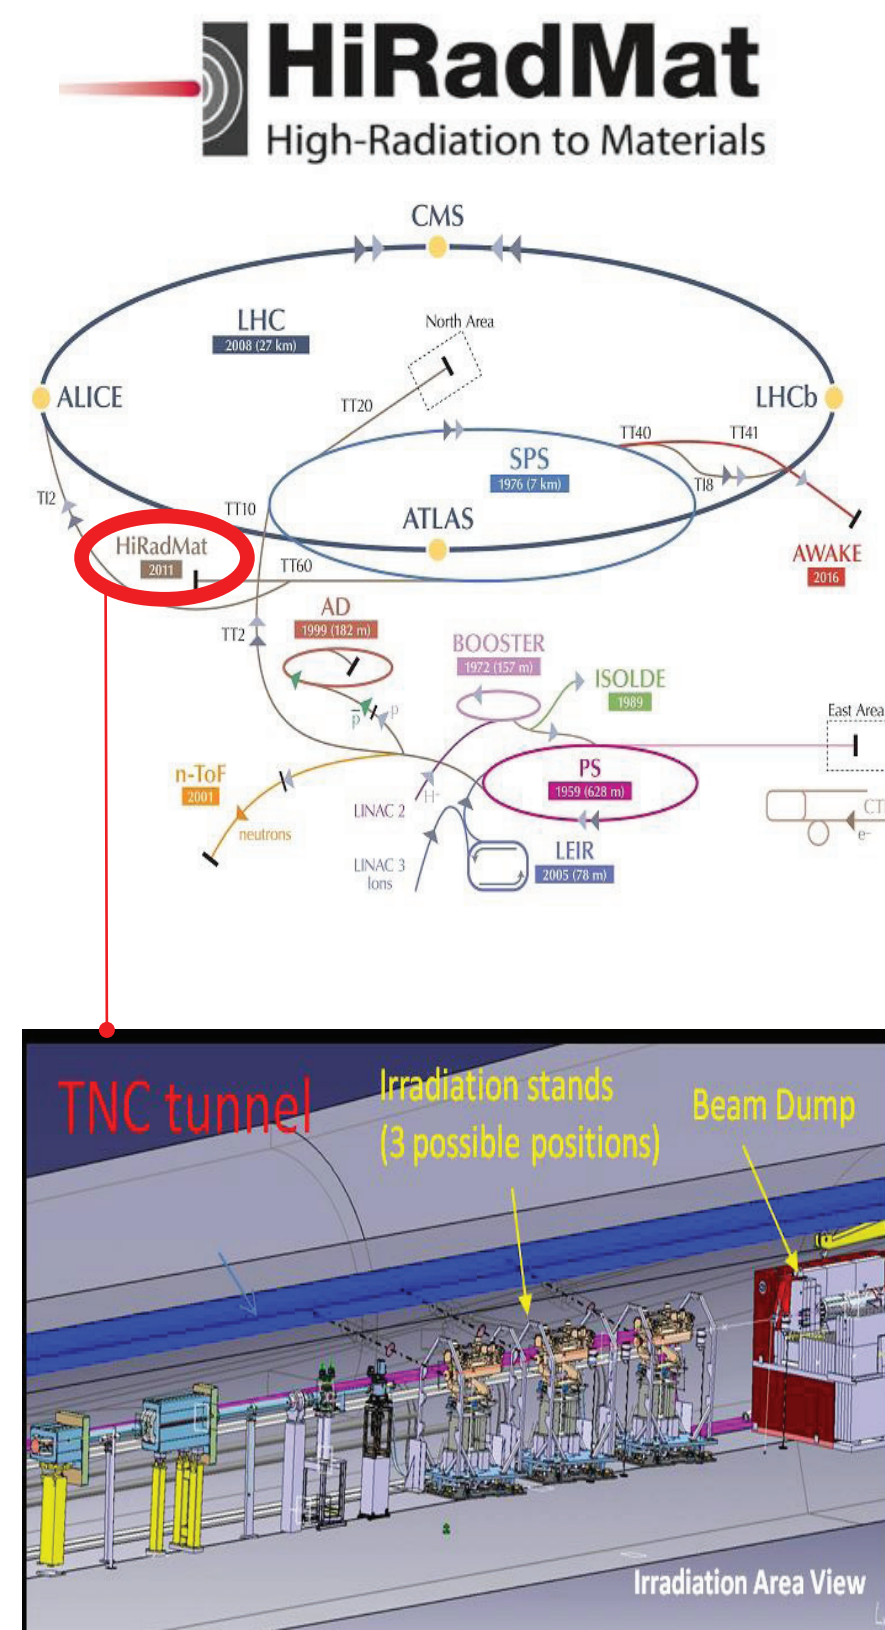 HiRadMat
High-Radiation to Materials
CMS
LHC
2008 (27 km)
North Area
ALICE
TT20
LHCb
TT40
TT41
SPS
1976 (7 km)
TI8
TI2
TT10
ATLAS
HiRadMat
2011
TT60
AWAKE
2016
AD
1999 (182 m)
TT2
BOOSTER
1972 (157 m)
ISOLDE
1989
p̅
p
East Area
n-ToF
2001
PS
1959 (628 m)
H⁻
LINAC 2
neutrons
CT
e⁻
LEIR
2005 (78 m)
LINAC 3
Ions
TNC tunnel
Irradiation stands
(3 possible positions)
Beam Dump
Irradiation Area View